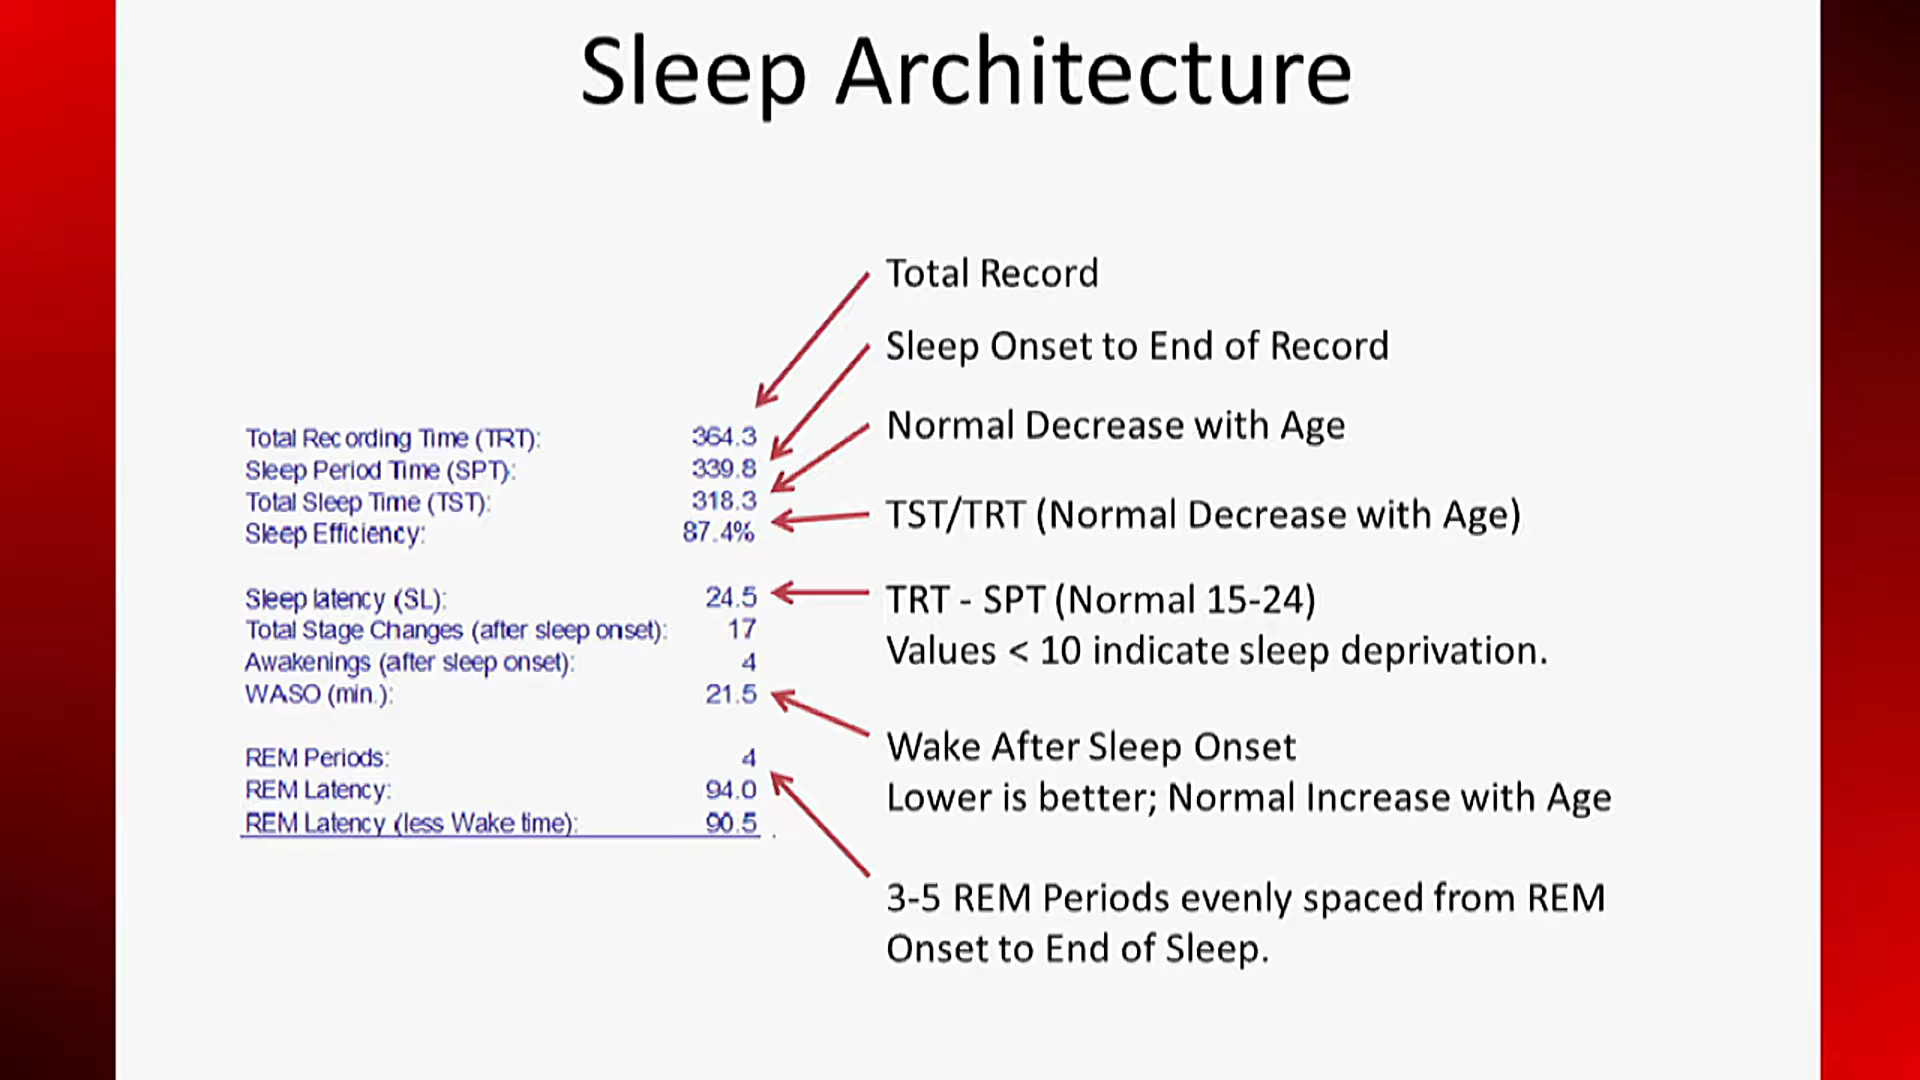 Sleep Architecture
Total Record
Sleep Onset to End of Record
Normal Decrease with Age
TST/TRT (Normal Decrease with Age)
TRT - SPT (Normal 15-24)
Values < 10 indicate sleep deprivation.
Wake After Sleep Onset
Lower is better; Normal Increase with Age
3-5 REM Periods evenly spaced from REM
Onset to End of Sleep.
Total Recording Time (TRT): 364.3
Sleep Period Time (SPT): 339.8
Total Sleep Time (TST): 318.3
Sleep Efficiency: 87.4%
Sleep latency (SL): 24.5
Total Stage Changes (after sleep onset): 17
Awakenings (after sleep onset): 4
WASO (min.): 21.5
REM Periods: 4
REM Latency: 94.0
REM Latency (less Wake time): 90.5